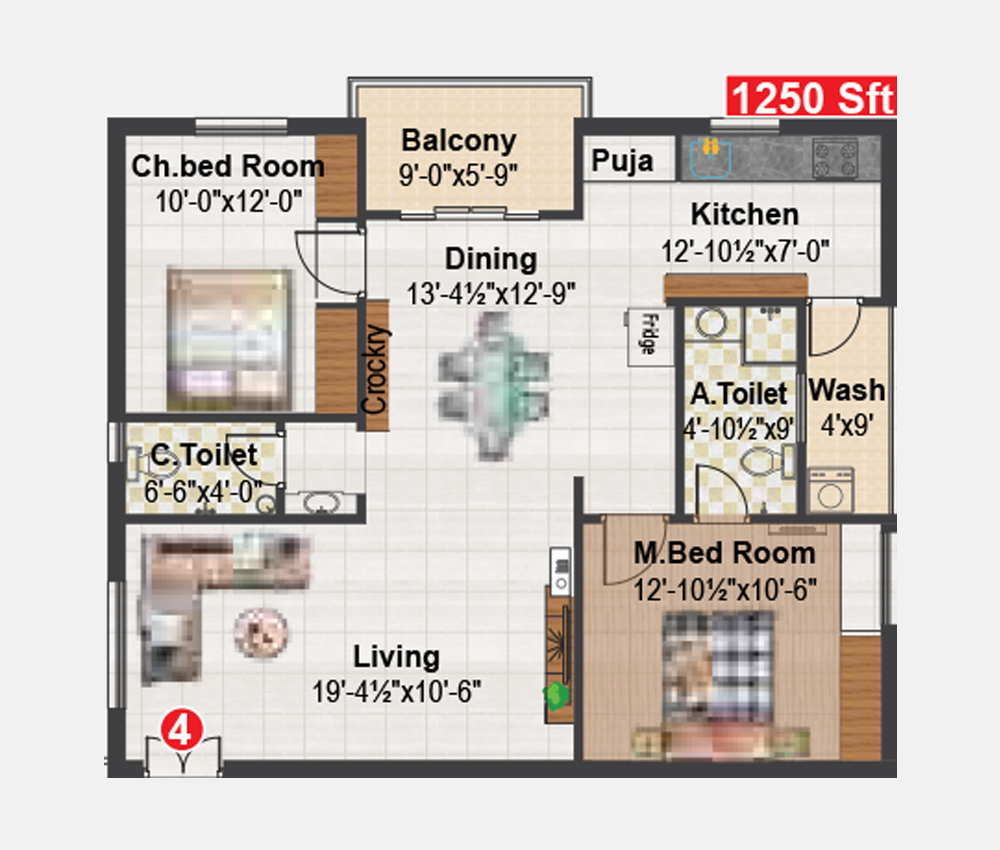 1250 Sft
Balcony
9'-0"x5'-9"
Ch.bed Room
10'-0"x12'-0"
Puja
Kitchen
12'-10½"x7'-0"
Dining
13'-4½"x12'-9"
Fridge
Crockry
A.Toilet
4'-10½"x9'
Wash
4'x9'
C.Toilet
6'-6"x4'-0"
M.Bed Room
12'-10½"x10'-6"
Living
19'-4½"x10'-6"
4